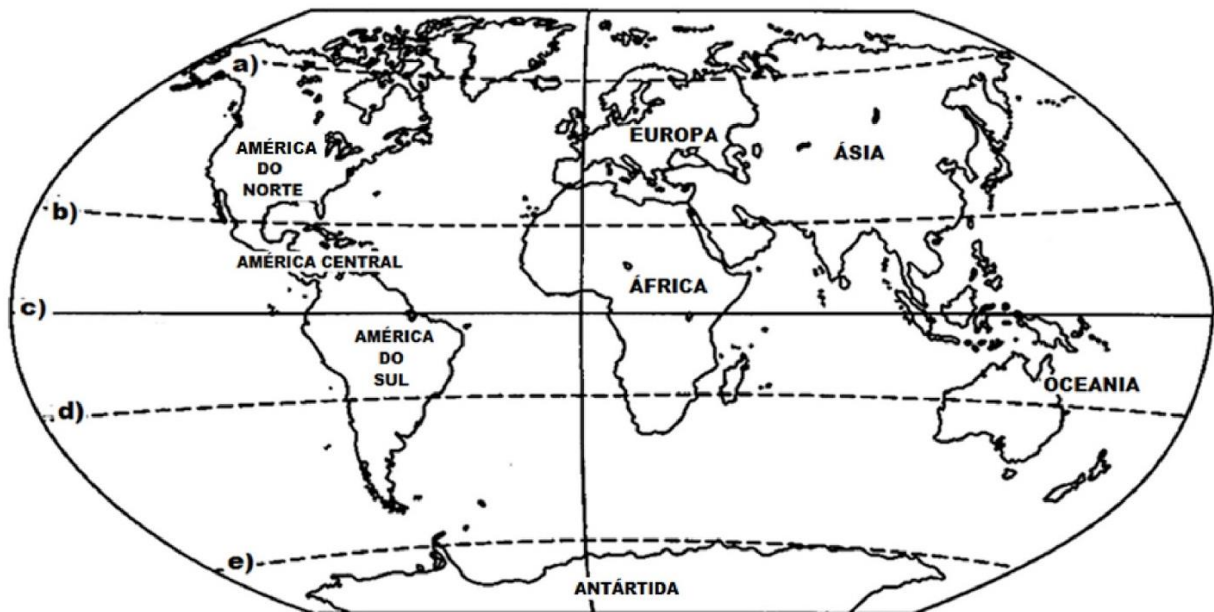 a)
EUROPA
ÁSIA
AMÉRICA
DO
NORTE
b)
AMÉRICA CENTRAL
ÁFRICA
c)
AMÉRICA
DO
SUL
OCEANIA
d)
e)
ANTÁRTIDA